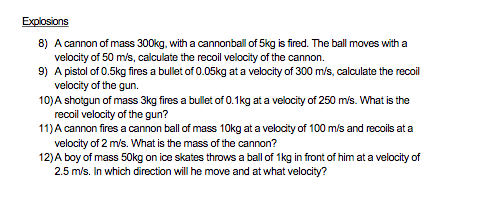 Explosions
8) A cannon of mass 300kg, with a cannonball of 5kg is fired. The ball moves with a
velocity of 50 m/s, calculate the recoil velocity of the cannon.
9) A pistol of 0.5kg fires a bullet of 0.05kg at a velocity of 300 m/s, calculate the recoil
velocity of the gun.
10) A shotgun of mass 3kg fires a bullet of 0.1kg at a velocity of 250 m/s. What is the
recoil velocity of the gun?
11) A cannon fires a cannon ball of mass 10kg at a velocity of 100 m/s and recoils at a
velocity of 2 m/s. What is the mass of the cannon?
12) A boy of mass 50kg on ice skates throws a ball of 1kg in front of him at a velocity of
2.5 m/s. In which direction will he move and at what velocity?